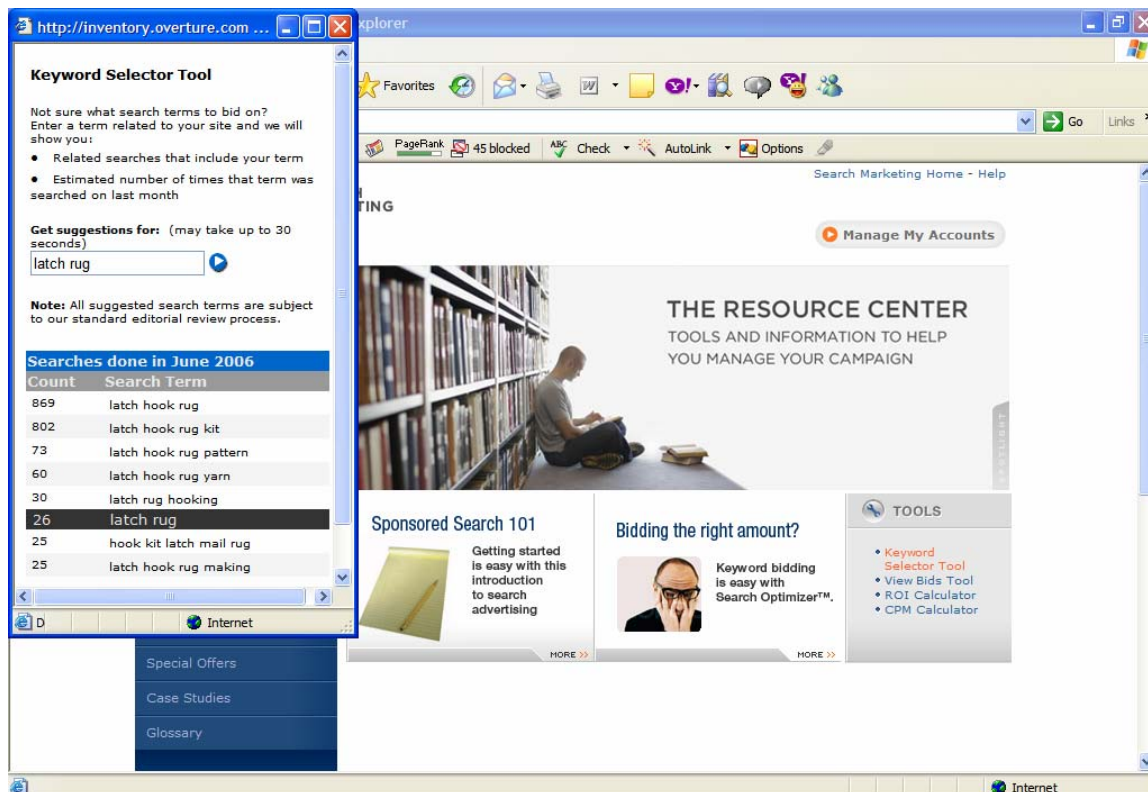 http://inventory.overture.com ...
Keyword Selector Tool
Not sure what search terms to bid on?
Enter a term related to your site and we will
show you:
• Related searches that include your term
• Estimated number of times that term was
searched on last month
Get suggestions for: (may take up to 30
seconds)
latch rug
Note: All suggested search terms are subject
to our standard editorial review process.
Searches done in June 2006
Count Search Term
869 latch hook rug
802 latch hook rug kit
73 latch hook rug pattern
60 latch hook rug yarn
30 latch rug hooking
26 latch rug
25 hook kit latch mail rug
25 latch hook rug making
D Internet
xplorer
Favorites W Y!
Go Links
PageRank 45 blocked ABC Check AutoLink Options
Search Marketing Home - Help
H
TING
Manage My Accounts
THE RESOURCE CENTER
TOOLS AND INFORMATION TO HELP
YOU MANAGE YOUR CAMPAIGN
SPOTLIGHT
Sponsored Search 101
Getting started
is easy with this
introduction
to search
advertising
MORE >>
Bidding the right amount?
Keyword bidding
is easy with
Search Optimizer™.
MORE >>
TOOLS
• Keyword
Selector Tool
• View Bids Tool
• ROI Calculator
• CPM Calculator
Special Offers
Case Studies
Glossary
Internet